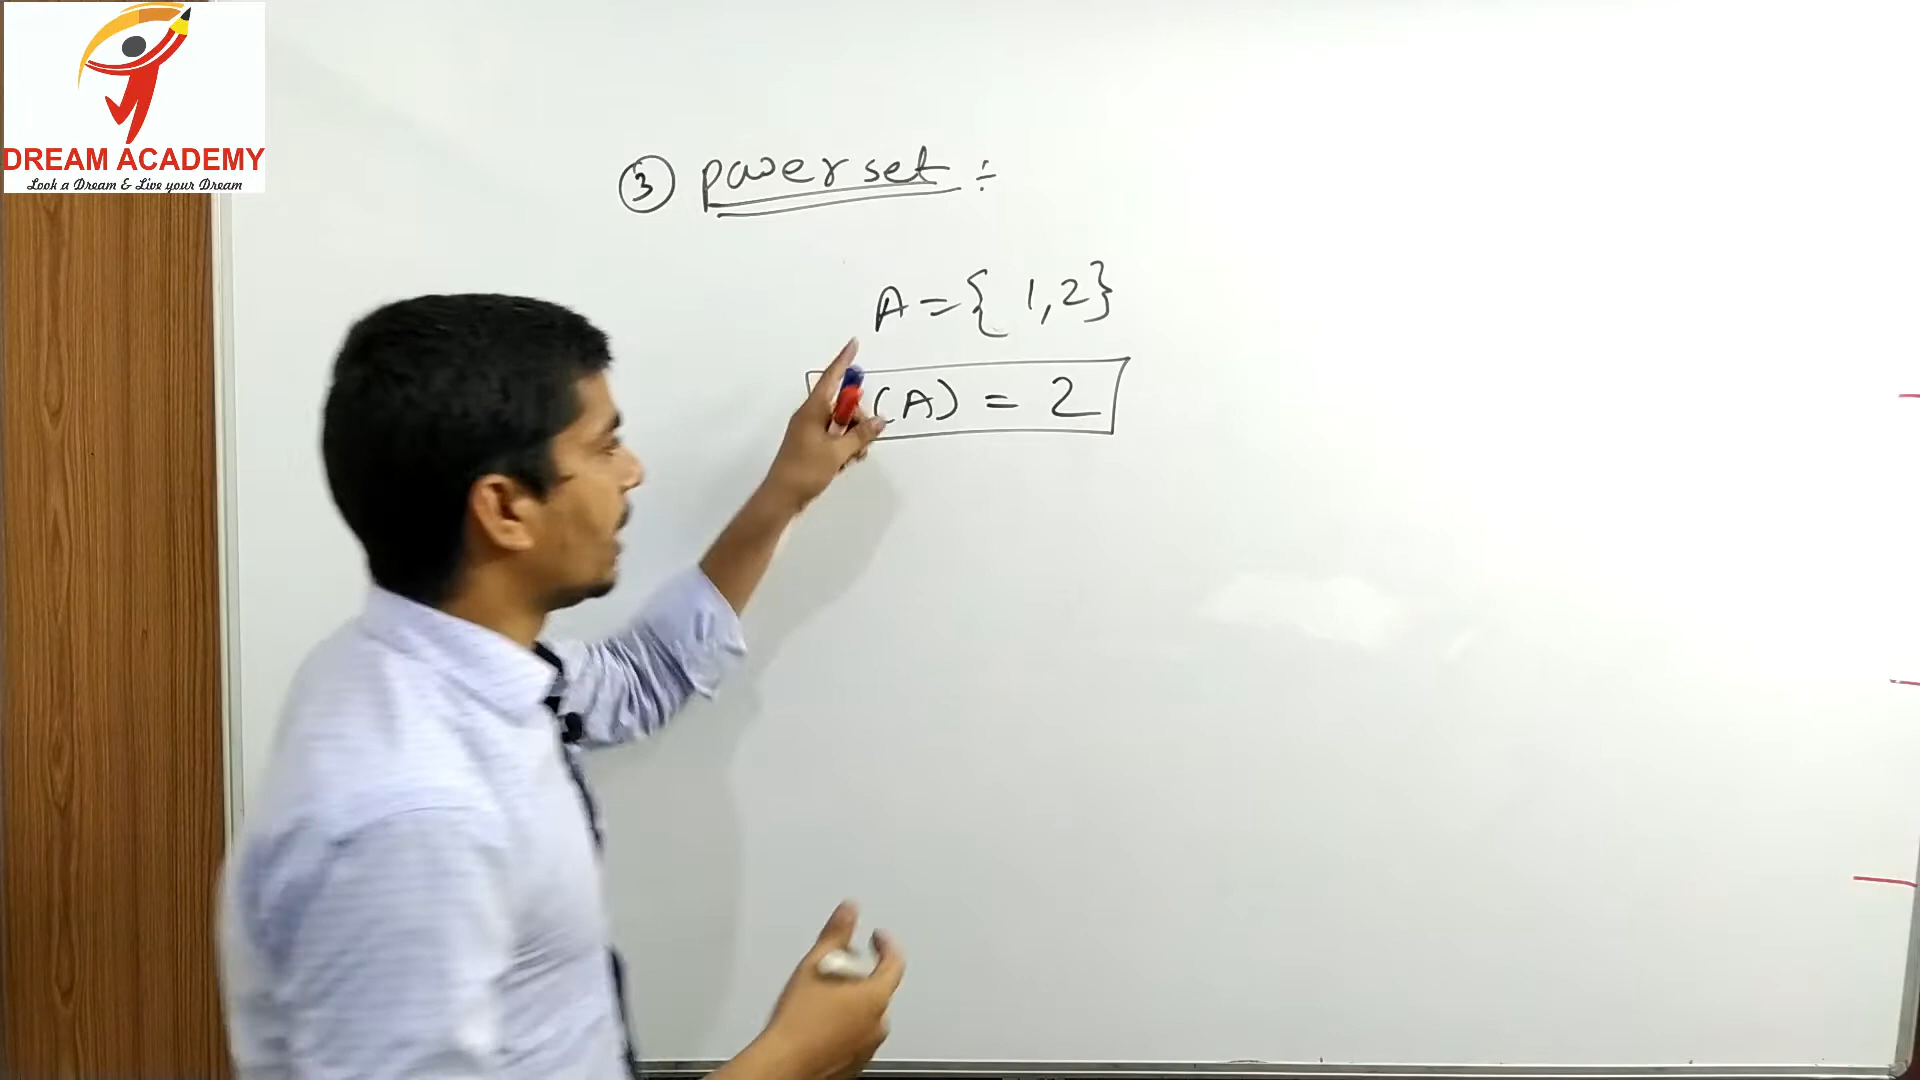 DREAM ACADEMY
Look a Dream & Live your Dream
③ power set ÷
A = { 1,2}
(A) = 2